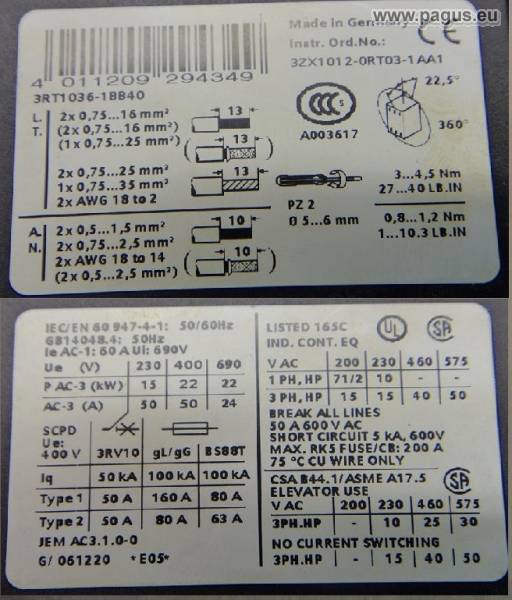 www.pagus.eu
Made in Germany
Instr. Ord.No.:
4 011209 294349
3ZX1012-0RT03-1AA1
3RT1036-1BB40
CCC S
A003617
22,5°
360°
L. 2x 0,75...16 mm² 13
T. (2x 0,75...16 mm²)
(1x 0,75...25 mm²) 13
2x 0,75...25 mm² 13
1x 0,75...35 mm²
2x AWG 18 to 2
PZ 2
Ø 5...6 mm
3...4,5 Nm
27...40 LB.IN
A. 2x 0,5...1,5 mm² 10
N. 2x 0,75...2,5 mm²
2x AWG 18 to 14
(2x 0,5...2,5 mm²) 10
0,8...1,2 Nm
1...10.3 LB.IN
IEC/EN 60 947-4-1: 50/60Hz
GB14048.4: 50Hz
Ie AC-1: 60 A Ui: 690V
Ue (V) 230 400 690
P AC-3 (kW) 15 22 22
AC-3 (A) 50 50 24
SCPD
Ue:
400 V 3RV10 gL/gG BS88T
Iq 50 kA 100 kA 100 kA
Type 1 50 A 160 A 80 A
Type 2 50 A 80 A 63 A
JEM AC3.1.0-0
G/ 061220 *E05*
LISTED 165C UL SA
IND. CONT. EQ
V AC 200 230 460 575
1 PH, HP 71/2 10 - -
3 PH, HP 15 15 40 50
BREAK ALL LINES
50 A 600 V AC
SHORT CIRCUIT 5 kA, 600V
MAX. RK5 FUSE/CB: 200 A
75 °C CU WIRE ONLY
CSA B44.1/ASME A17.5 SA
ELEVATOR USE
V AC 200 230 460 575
3PH.HP - 10 25 30
NO CURRENT SWITCHING
3PH.HP - 15 40 50